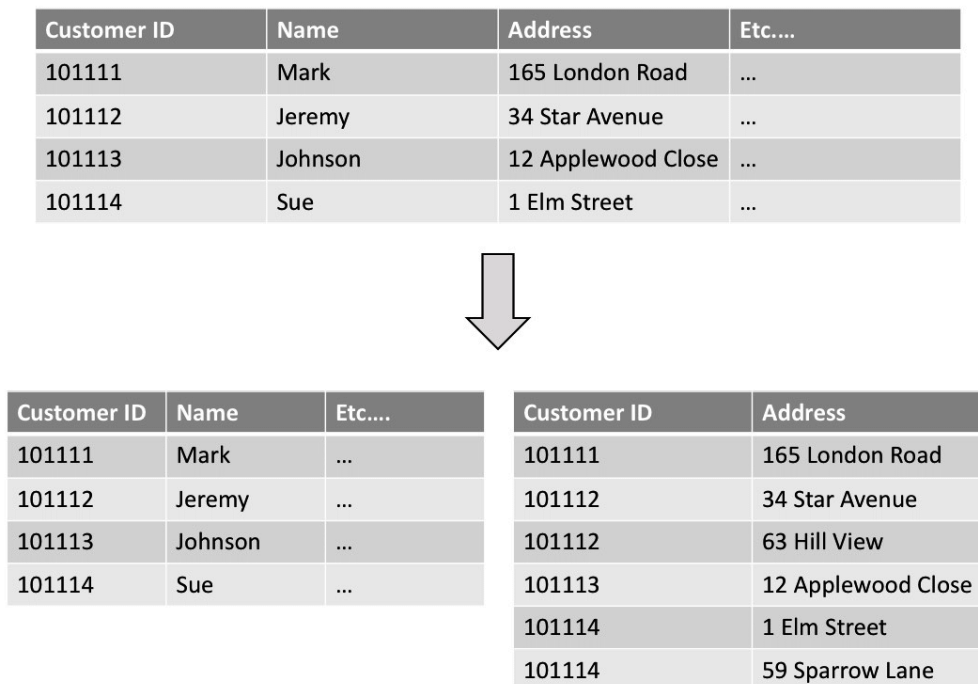 Customer ID Name Address Etc....
101111 Mark 165 London Road ...
101112 Jeremy 34 Star Avenue ...
101113 Johnson 12 Applewood Close ...
101114 Sue 1 Elm Street ...
Customer ID Name Etc....
101111 Mark ...
101112 Jeremy ...
101113 Johnson ...
101114 Sue ...
Customer ID Address
101111 165 London Road
101112 34 Star Avenue
101112 63 Hill View
101113 12 Applewood Close
101114 1 Elm Street
101114 59 Sparrow Lane